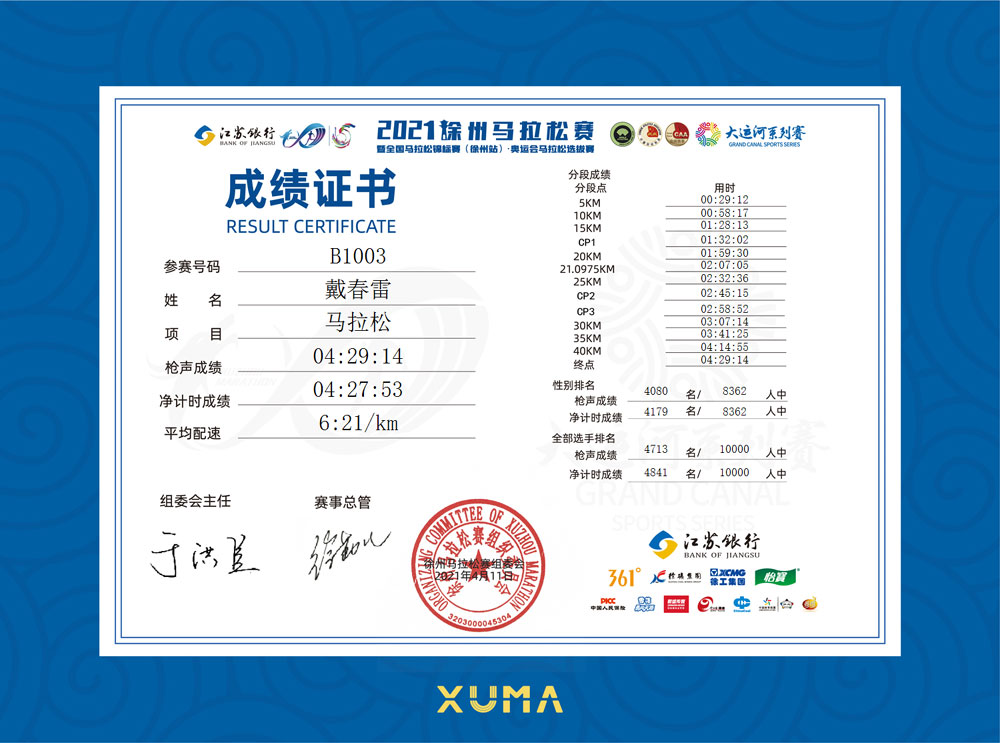 江苏银行
BANK OF JIANGSU
2021徐州马拉松赛
暨全国马拉松锦标赛（徐州站）·奥运会马拉松选拔赛
CAA
大运河系列赛
GRAND CANAL SPORTS SERIES
成绩证书
RESULT CERTIFICATE
参赛号码 B1003
姓 名 戴春雷
项 目 马拉松
枪声成绩 04:29:14
净计时成绩 04:27:53
平均配速 6:21/km
分段成绩
分段点 用时
5KM 00:29:12
10KM 00:58:17
15KM 01:28:13
CP1 01:32:02
20KM 01:59:30
21.0975KM 02:07:05
25KM 02:32:36
CP2 02:45:15
CP3 02:58:52
30KM 03:07:14
35KM 03:41:25
40KM 04:14:55
终点 04:29:14
性别排名
枪声成绩 4080 名/ 8362 人中
净计时成绩 4179 名/ 8362 人中
全部选手排名
枪声成绩 4713 名/ 10000 人中
净计时成绩 4841 名/ 10000 人中
大运河系列赛
GRAND CANAL
SPORTS SERIES
组委会主任 赛事总管
ORGANIZING COMMITTEE OF XUZHOU MARATHON
徐州马拉松赛组委会
2021年4月11日
3203000045304
江苏银行
BANK OF JIANGSU
361°
XCMG
徐工集团
怡宝
PICC
中国人民保险
XUMA